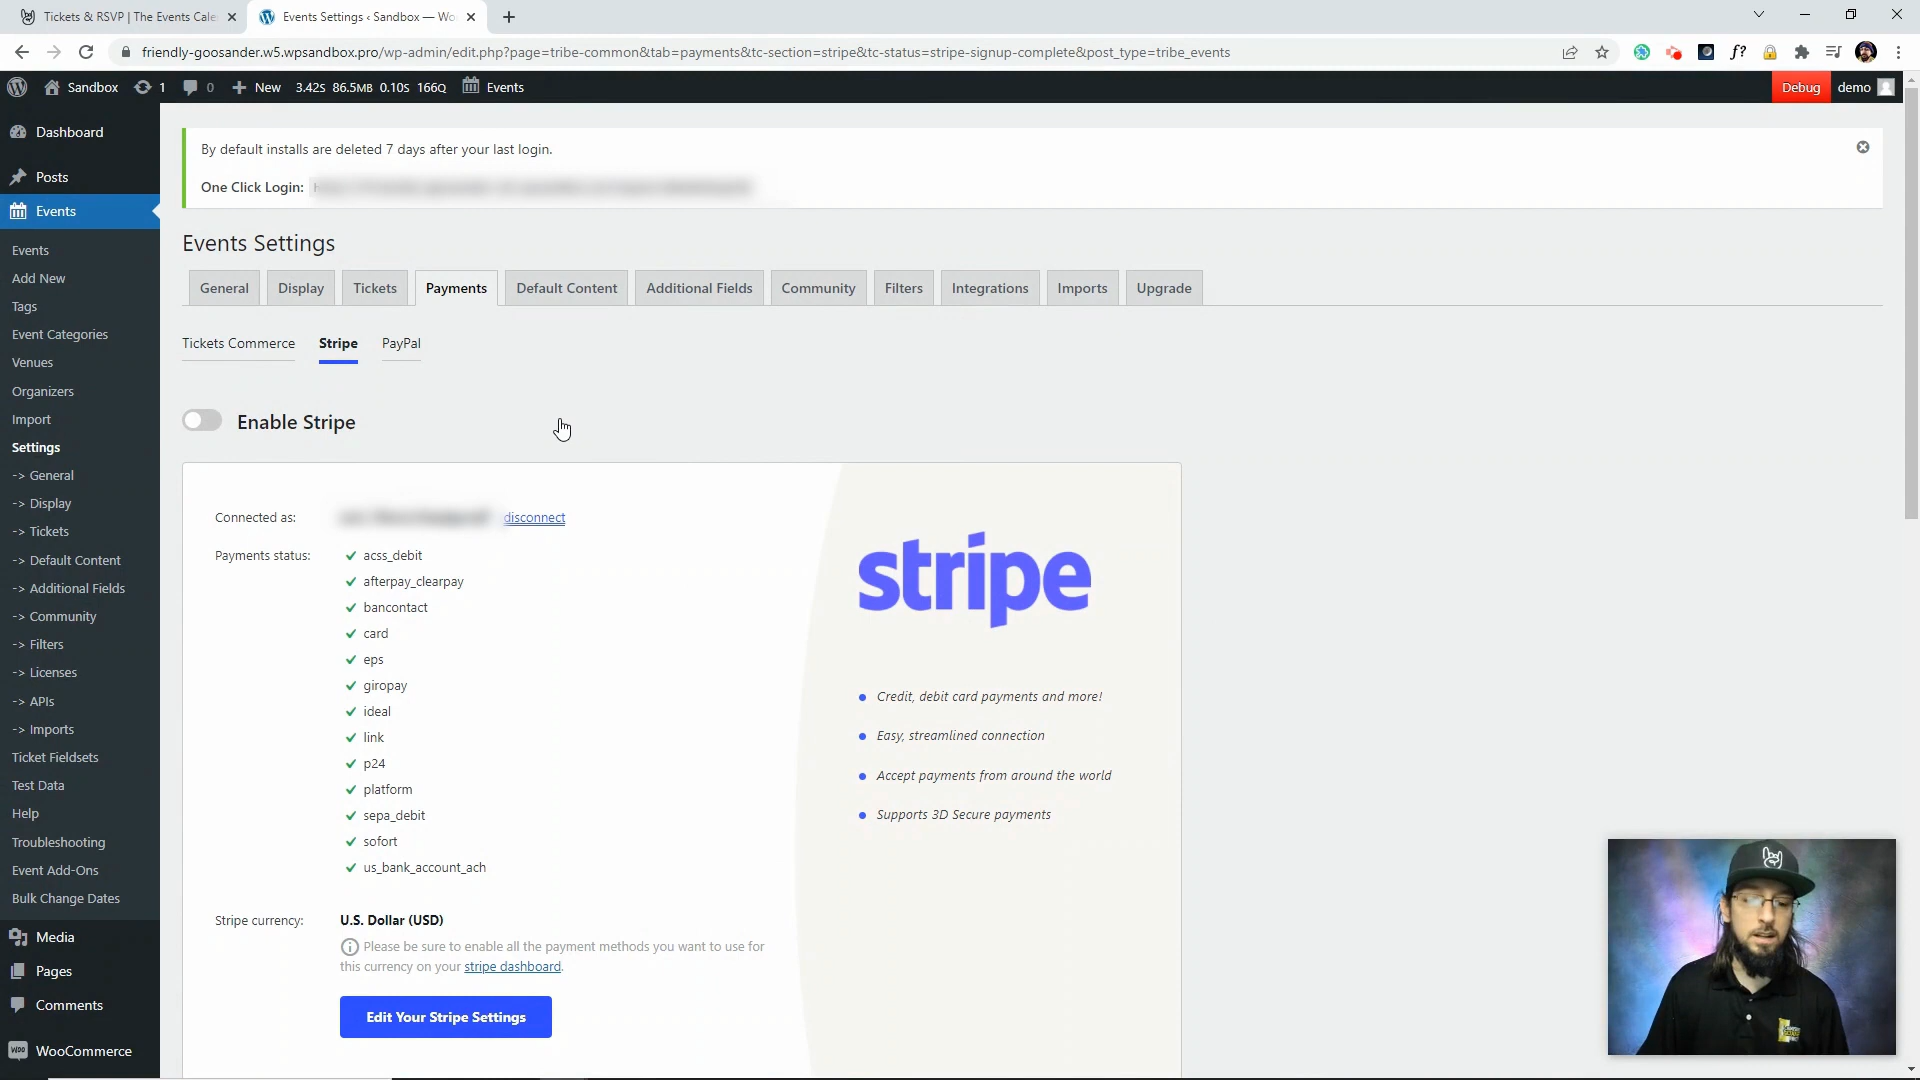 Tickets & RSVP | The Events Cale
Events Settings ‹ Sandbox — Wo
friendly-goosander.w5.wpsandbox.pro/wp-admin/edit.php?page=tribe-common&tab=payments&tc-section=stripe&tc-status=stripe-signup-complete&post_type=tribe_events
f?
Sandbox 1 0 New 3.42S 86.5MB 0.10S 166Q Events Debug demo
Dashboard
Posts
Events
Events
Add New
Tags
Event Categories
Venues
Organizers
Import
Settings
-> General
-> Display
-> Tickets
-> Default Content
-> Additional Fields
-> Community
-> Filters
-> Licenses
-> APIs
-> Imports
Ticket Fieldsets
Test Data
Help
Troubleshooting
Event Add-Ons
Bulk Change Dates
Media
Pages
Comments
WooCommerce
By default installs are deleted 7 days after your last login.
One Click Login:
Events Settings
General Display Tickets Payments Default Content Additional Fields Community Filters Integrations Imports Upgrade
Tickets Commerce Stripe PayPal
Enable Stripe
Connected as: disconnect
Payments status:
acss_debit
afterpay_clearpay
bancontact
card
eps
giropay
ideal
link
p24
platform
sepa_debit
sofort
us_bank_account_ach
Stripe currency: U.S. Dollar (USD)
Please be sure to enable all the payment methods you want to use for
this currency on your stripe dashboard.
Edit Your Stripe Settings
stripe
Credit, debit card payments and more!
Easy, streamlined connection
Accept payments from around the world
Supports 3D Secure payments